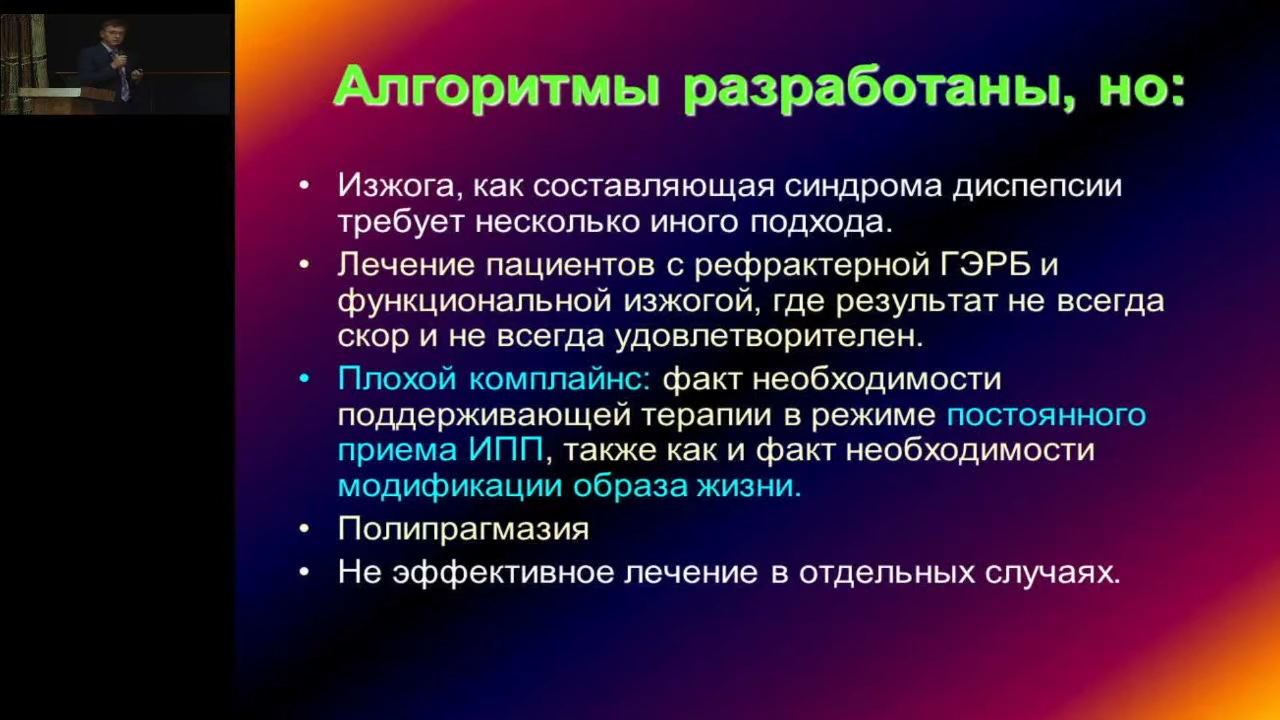 Алгоритмы разработаны, но:
• Изжога, как составляющая синдрома диспепсии
требует несколько иного подхода.
• Лечение пациентов с рефрактерной ГЭРБ и
функциональной изжогой, где результат не всегда
скор и не всегда удовлетворителен.
• Плохой комплайнс: факт необходимости
поддерживающей терапии в режиме постоянного
приема ИПП, также как и факт необходимости
модификации образа жизни.
• Полипрагмазия
• Не эффективное лечение в отдельных случаях.